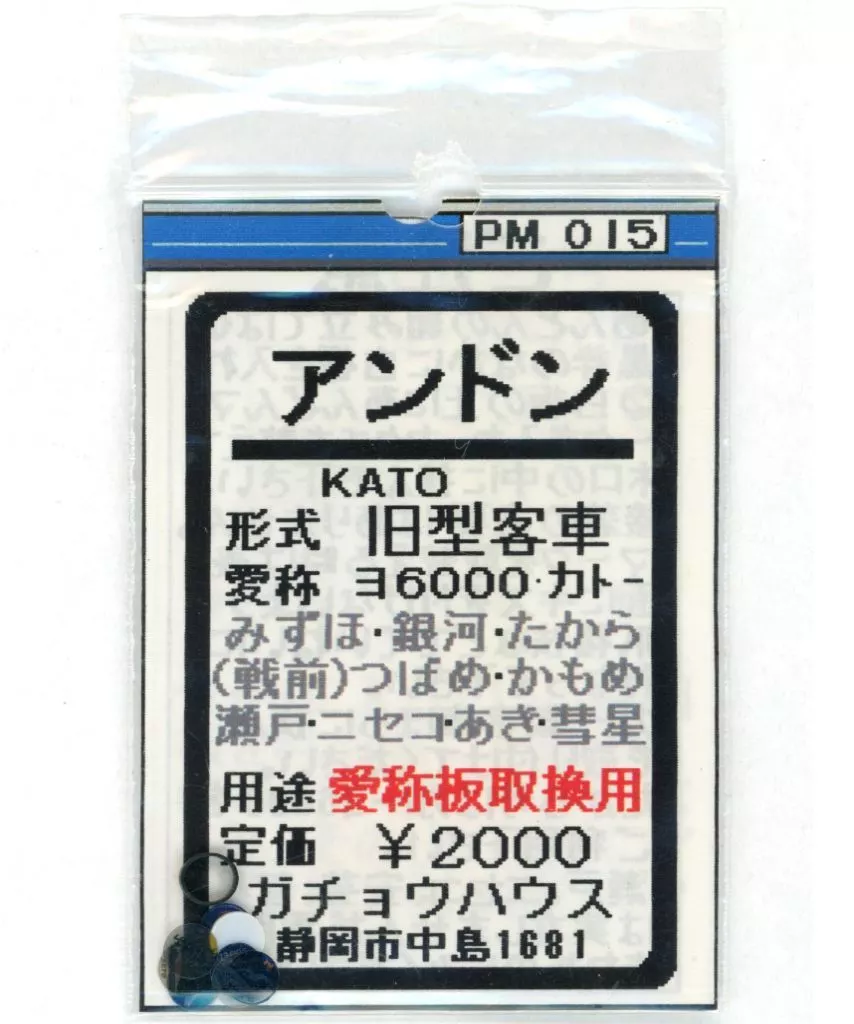 PM 015
アンドン
KATO
形式 旧型客車
愛称 ヨ6000・カトー
みずほ・銀河・たから
(戦前)つばめ・かもめ
瀬戸・ニセコ・あき・彗星
用途 愛称板取換用
定価 ¥2000
ガチョウハウス
静岡市中島1681